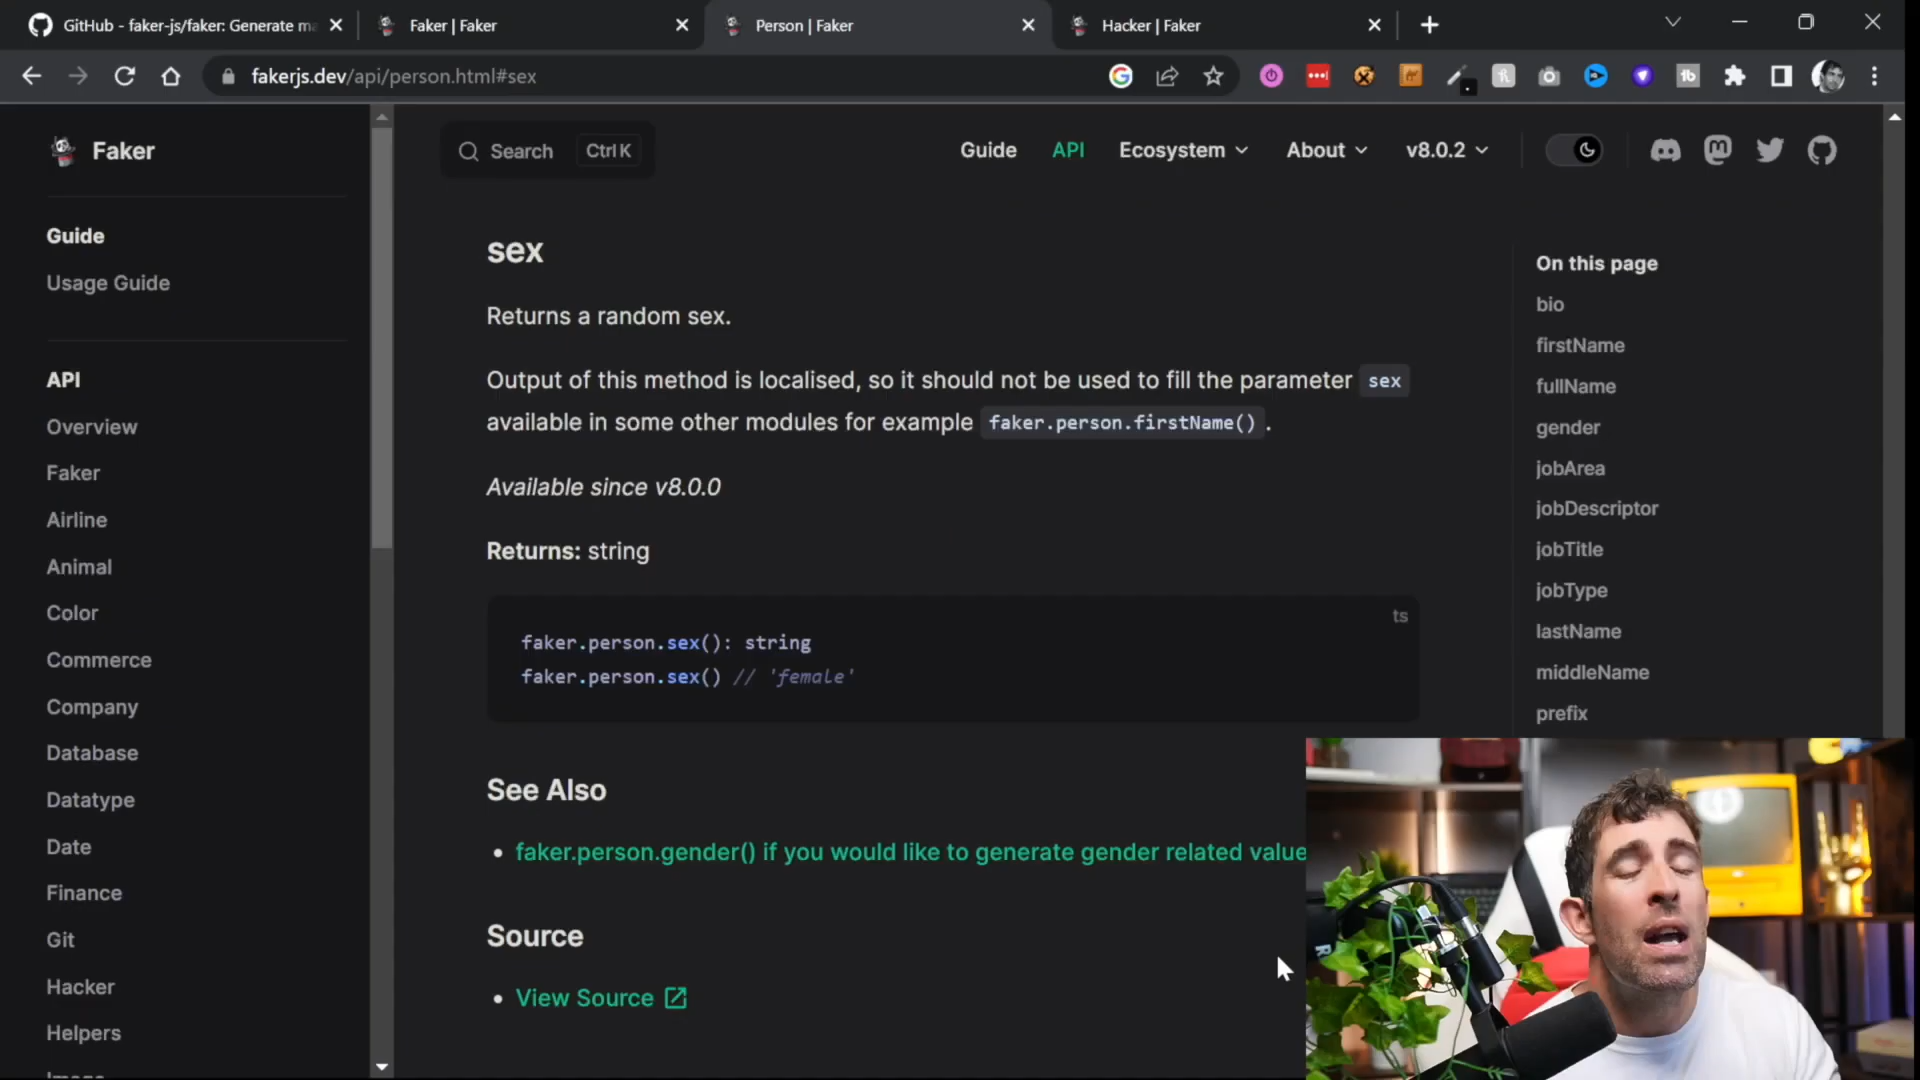 GitHub - faker-js/faker: Generate ma
Faker | Faker
Person | Faker
Hacker | Faker
fakerjs.dev/api/person.html#sex
Faker
Search Ctrl K
Guide
API
Ecosystem
About
v8.0.2
Guide
Usage Guide
API
Overview
Faker
Airline
Animal
Color
Commerce
Company
Database
Datatype
Date
Finance
Git
Hacker
Helpers
Image
sex
Returns a random sex.
Output of this method is localised, so it should not be used to fill the parameter sex
available in some other modules for example faker.person.firstName() .
Available since v8.0.0
Returns: string
ts
faker.person.sex(): string
faker.person.sex() // 'female'
See Also
faker.person.gender() if you would like to generate gender related value
Source
View Source
On this page
bio
firstName
fullName
gender
jobArea
jobDescriptor
jobTitle
jobType
lastName
middleName
prefix